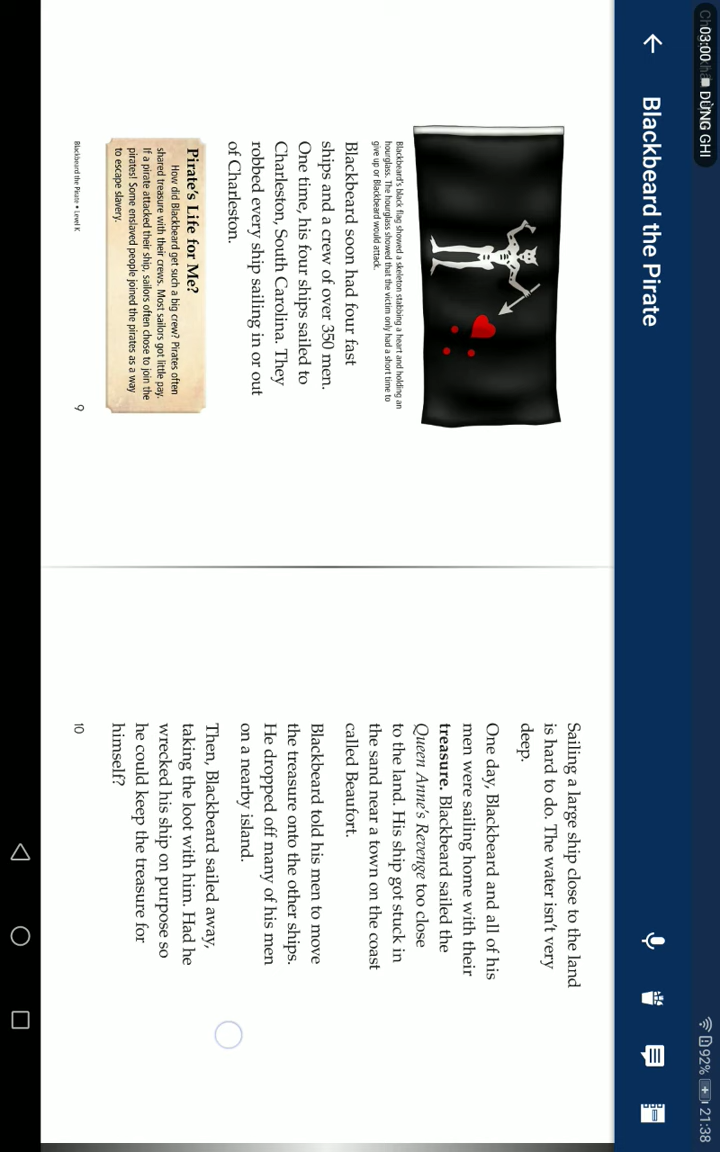 03:00 ■ DỪNG GHI
92% 21:38
Blackbeard the Pirate
Blackbeard's black flag showed a skeleton stabbing a heart and holding an
hourglass. The hourglass showed that the victim only had a short time to
give up or Blackbeard would attack.
Blackbeard soon had four fast
ships and a crew of over 350 men.
One time, his four ships sailed to
Charleston, South Carolina. They
robbed every ship sailing in or out
of Charleston.
Pirate's Life for Me?
How did Blackbeard get such a big crew? Pirates often
shared treasure with their crews. Most sailors got little pay.
If a pirate attacked their ship, sailors often chose to join the
pirates! Some enslaved people joined the pirates as a way
to escape slavery.
Blackbeard the Pirate • Level K
9
Sailing a large ship close to the land
is hard to do. The water isn't very
deep.
One day, Blackbeard and all of his
men were sailing home with their
treasure. Blackbeard sailed the
Queen Anne's Revenge too close
to the land. His ship got stuck in
the sand near a town on the coast
called Beaufort.
Blackbeard told his men to move
the treasure onto the other ships.
He dropped off many of his men
on a nearby island.
Then, Blackbeard sailed away,
taking the loot with him. Had he
wrecked his ship on purpose so
he could keep the treasure for
himself?
10